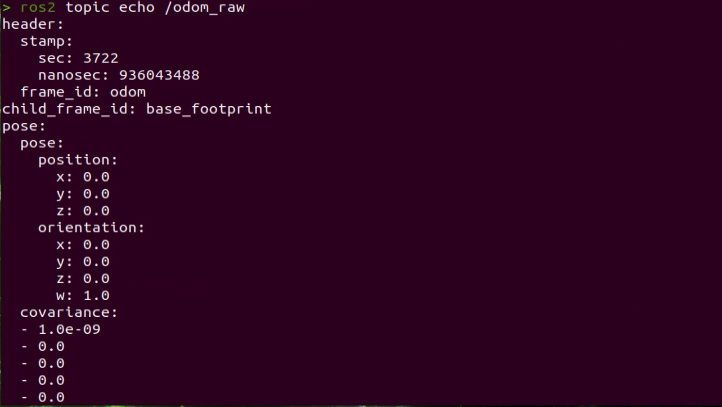 > ros2 topic echo /odom_raw
header:
  stamp:
    sec: 3722
    nanosec: 936043488
  frame_id: odom
child_frame_id: base_footprint
pose:
  pose:
    position:
      x: 0.0
      y: 0.0
      z: 0.0
    orientation:
      x: 0.0
      y: 0.0
      z: 0.0
      w: 1.0
  covariance:
  - 1.0e-09
  - 0.0
  - 0.0
  - 0.0
  - 0.0